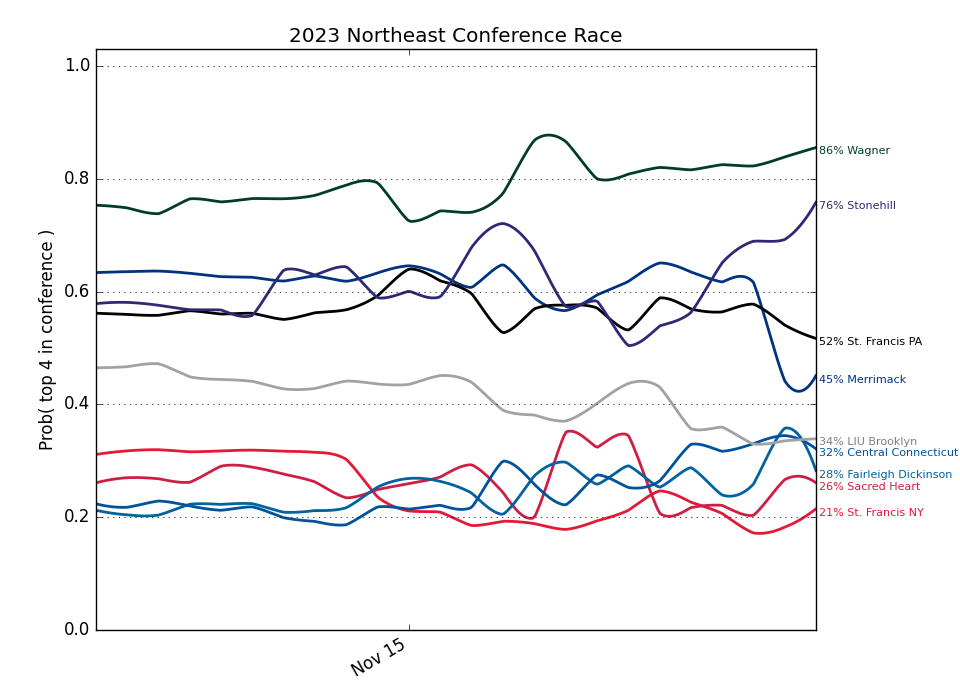 2023 Northeast Conference Race
Prob( top 4 in conference )
1.0
0.8
0.6
0.4
0.2
0.0
Nov 15
86% Wagner
76% Stonehill
52% St. Francis PA
45% Merrimack
34% LIU Brooklyn
32% Central Connecticut
28% Fairleigh Dickinson
26% Sacred Heart
21% St. Francis NY